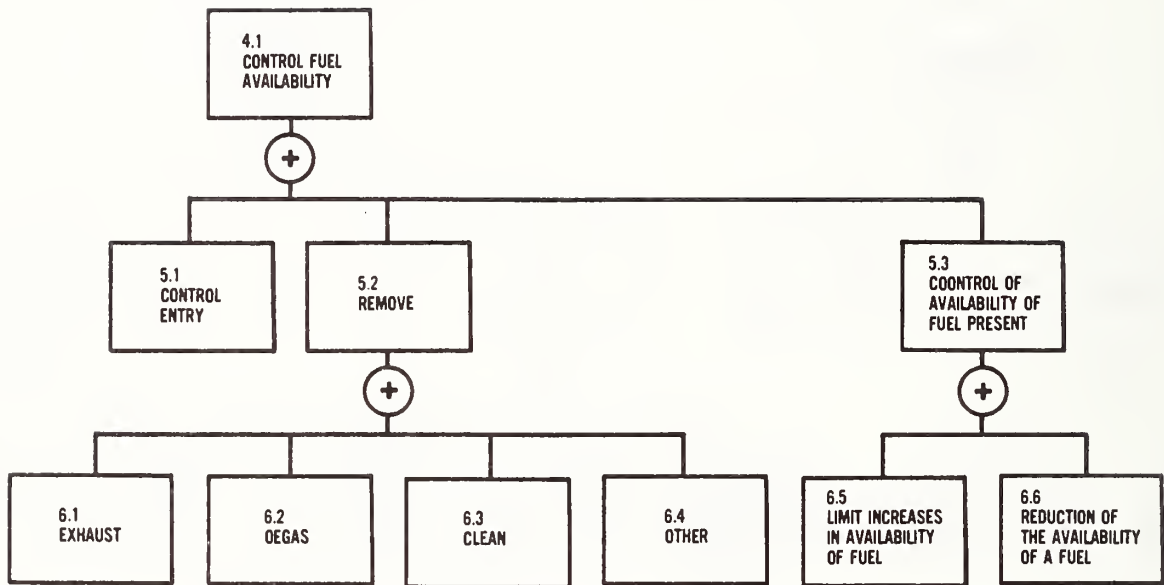 4.1
CONTROL FUEL
AVAILABILITY
+
5.1
CONTROL
ENTRY
5.2
REMOVE
5.3
COONTROL OF
AVAILABILITY OF
FUEL PRESENT
+
+
6.1
EXHAUST
6.2
OEGAS
6.3
CLEAN
6.4
OTHER
6.5
LIMIT INCREASES
IN AVAILABILITY
OF FUEL
6.6
REDUCTION OF
THE AVAILABILITY
OF A FUEL